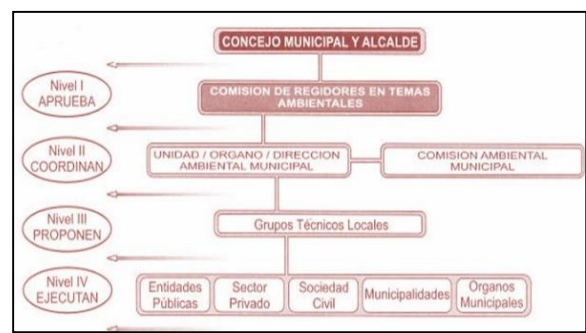 CONCEJO MUNICIPAL Y ALCALDE
Nivel I
APRUEBA
COMISION DE REGIDORES EN TEMAS
AMBIENTALES
Nivel II
COORDINAN
UNIDAD / ORGANO / DIRECCION
AMBIENTAL MUNICIPAL
COMISION AMBIENTAL
MUNICIPAL
Nivel III
PROPONEN
Grupos Técnicos Locales
Nivel IV
EJECUTAN
Entidades
Públicas
Sector
Privado
Sociedad
Civil
Municipalidades
Organos
Municipales